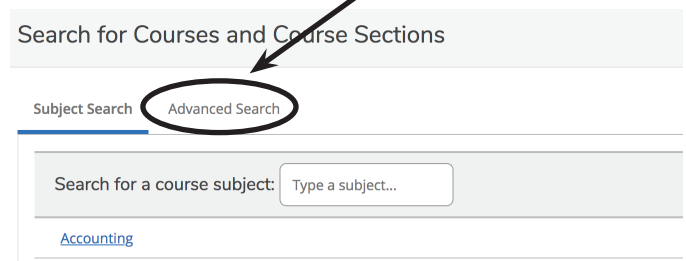 Search for Courses and Course Sections
Subject Search Advanced Search
Search for a course subject: Type a subject...
Accounting